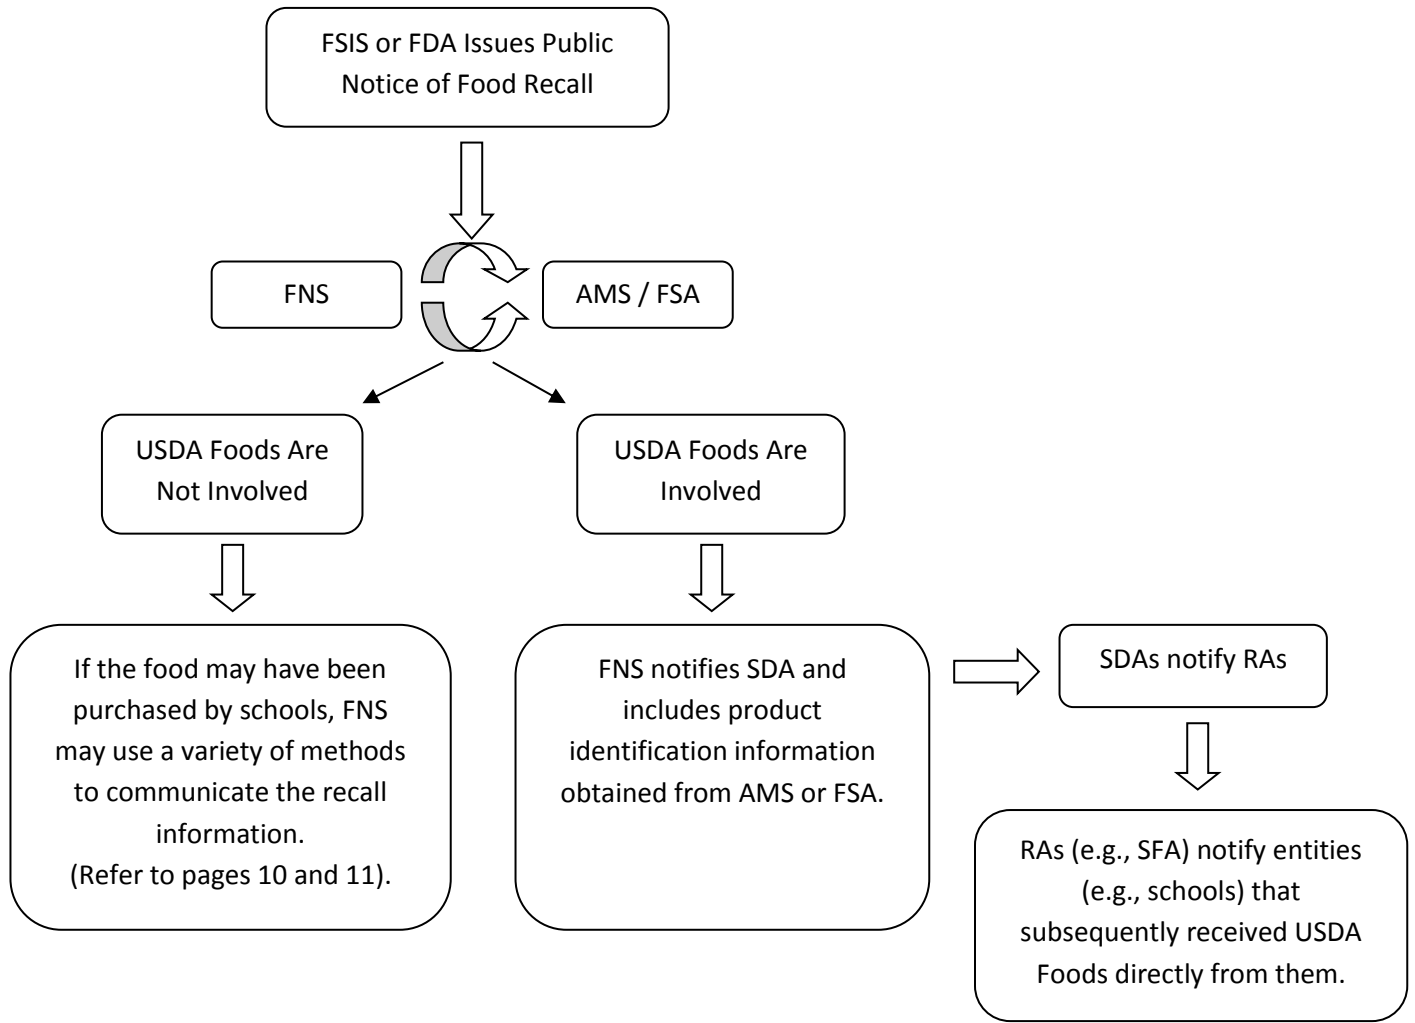 FSIS or FDA Issues Public
Notice of Food Recall
FNS
AMS / FSA
USDA Foods Are
Not Involved
USDA Foods Are
Involved
If the food may have been
purchased by schools, FNS
may use a variety of methods
to communicate the recall
information.
(Refer to pages 10 and 11).
FNS notifies SDA and
includes product
identification information
obtained from AMS or FSA.
SDAs notify RAs
RAs (e.g., SFA) notify entities
(e.g., schools) that
subsequently received USDA
Foods directly from them.